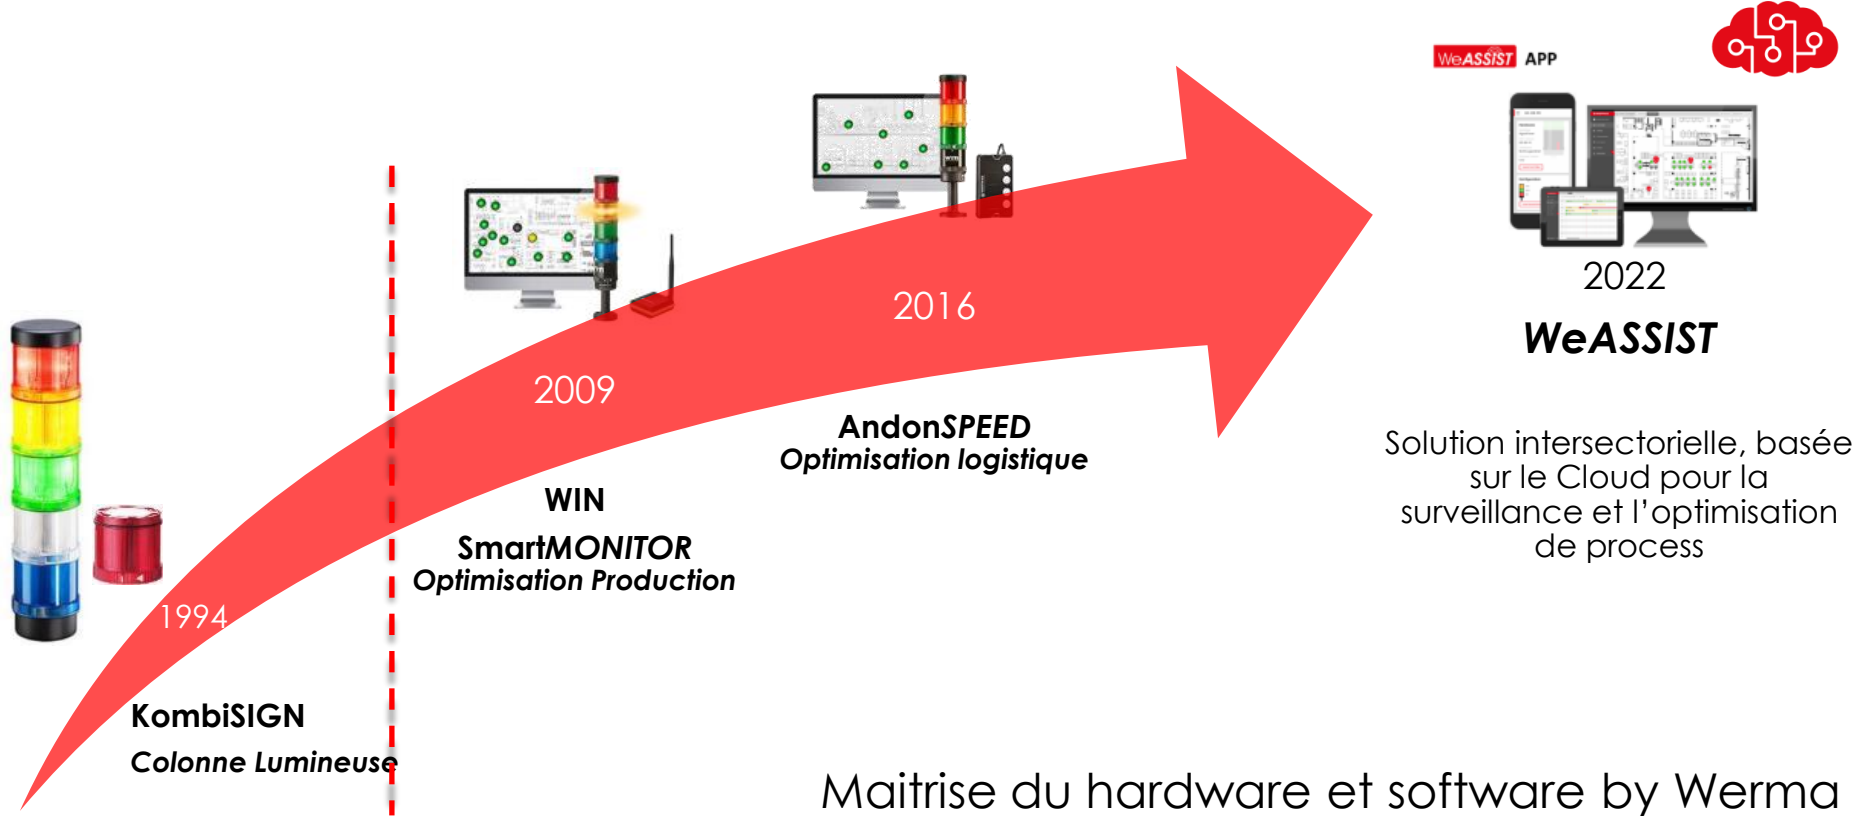 WeASSIST APP
2022
WeASSIST
Solution intersectorielle, basée
sur le Cloud pour la
surveillance et l’optimisation
de process
2016
AndonSPEED
Optimisation logistique
2009
WIN
SmartMONITOR
Optimisation Production
1994
KombiSIGN
Colonne Lumineuse
Maitrise du hardware et software by Werma